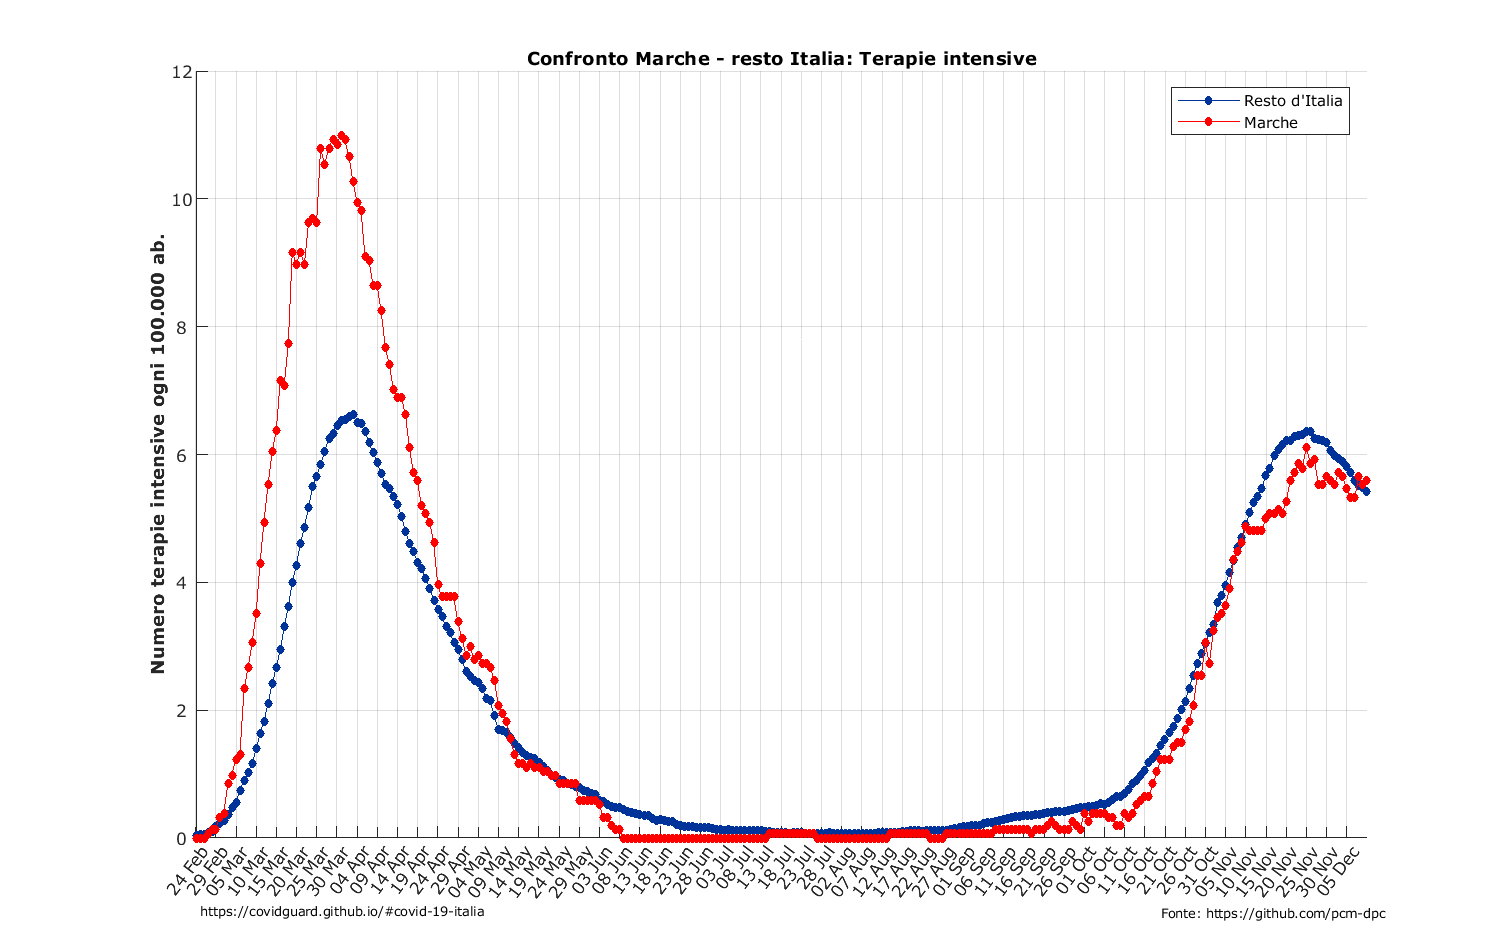 Confronto Marche - resto Italia: Terapie intensive
Resto d'Italia
Marche
Numero terapie intensive ogni 100.000 ab.
12
10
8
6
4
2
0
24 Feb
29 Feb
05 Mar
10 Mar
15 Mar
20 Mar
25 Mar
30 Mar
04 Apr
09 Apr
14 Apr
19 Apr
24 Apr
29 Apr
04 May
09 May
14 May
19 May
24 May
29 May
03 Jun
08 Jun
13 Jun
18 Jun
23 Jun
28 Jun
03 Jul
08 Jul
13 Jul
18 Jul
23 Jul
28 Jul
02 Aug
07 Aug
12 Aug
17 Aug
22 Aug
27 Aug
01 Sep
06 Sep
11 Sep
16 Sep
21 Sep
26 Sep
01 Oct
06 Oct
11 Oct
16 Oct
21 Oct
26 Oct
31 Oct
05 Nov
10 Nov
15 Nov
20 Nov
25 Nov
30 Nov
05 Dec
https://covidguard.github.io/#covid-19-italia
Fonte: https://github.com/pcm-dpc